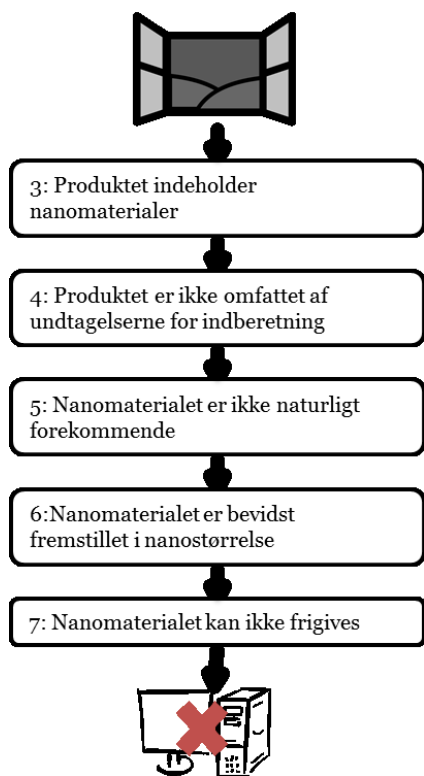 3: Produktet indeholder
nanomaterialer
4: Produktet er ikke omfattet af
undtagelserne for indberetning
5: Nanomaterialet er ikke naturligt
forekommende
6:Nanomaterialet er bevidst
fremstillet i nanostørrelse
7: Nanomaterialet kan ikke frigives